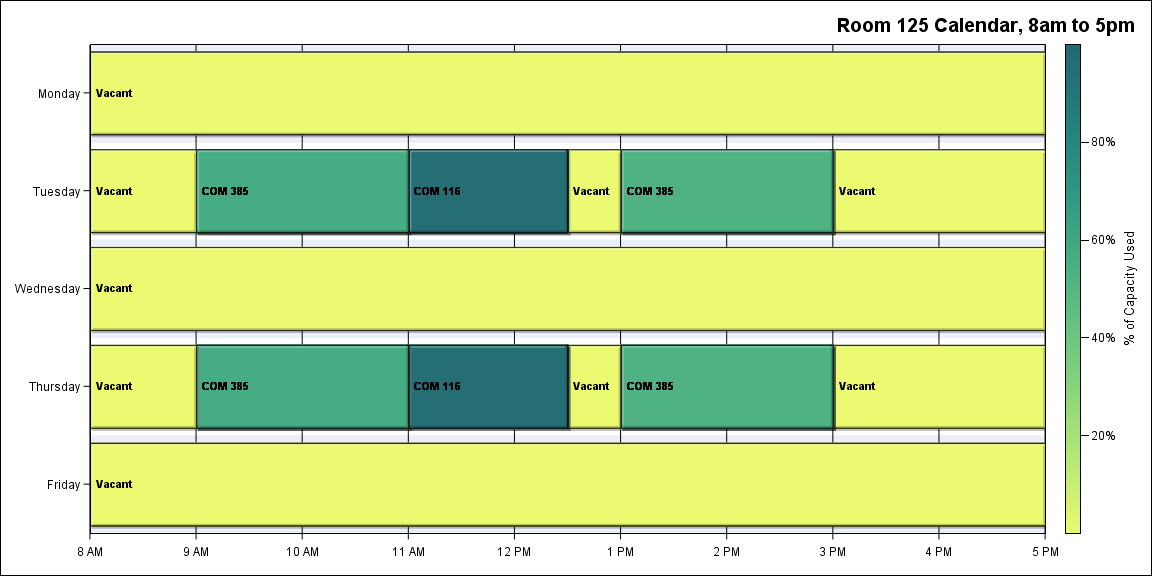 Room 125 Calendar, 8am to 5pm
Monday
Vacant
Tuesday
Vacant
COM 385
COM 116
Vacant
COM 385
Vacant
Wednesday
Vacant
Thursday
Vacant
COM 385
COM 116
Vacant
COM 385
Vacant
Friday
Vacant
8 AM
9 AM
10 AM
11 AM
12 PM
1 PM
2 PM
3 PM
4 PM
5 PM
80%
60%
40%
20%
% of Capacity Used